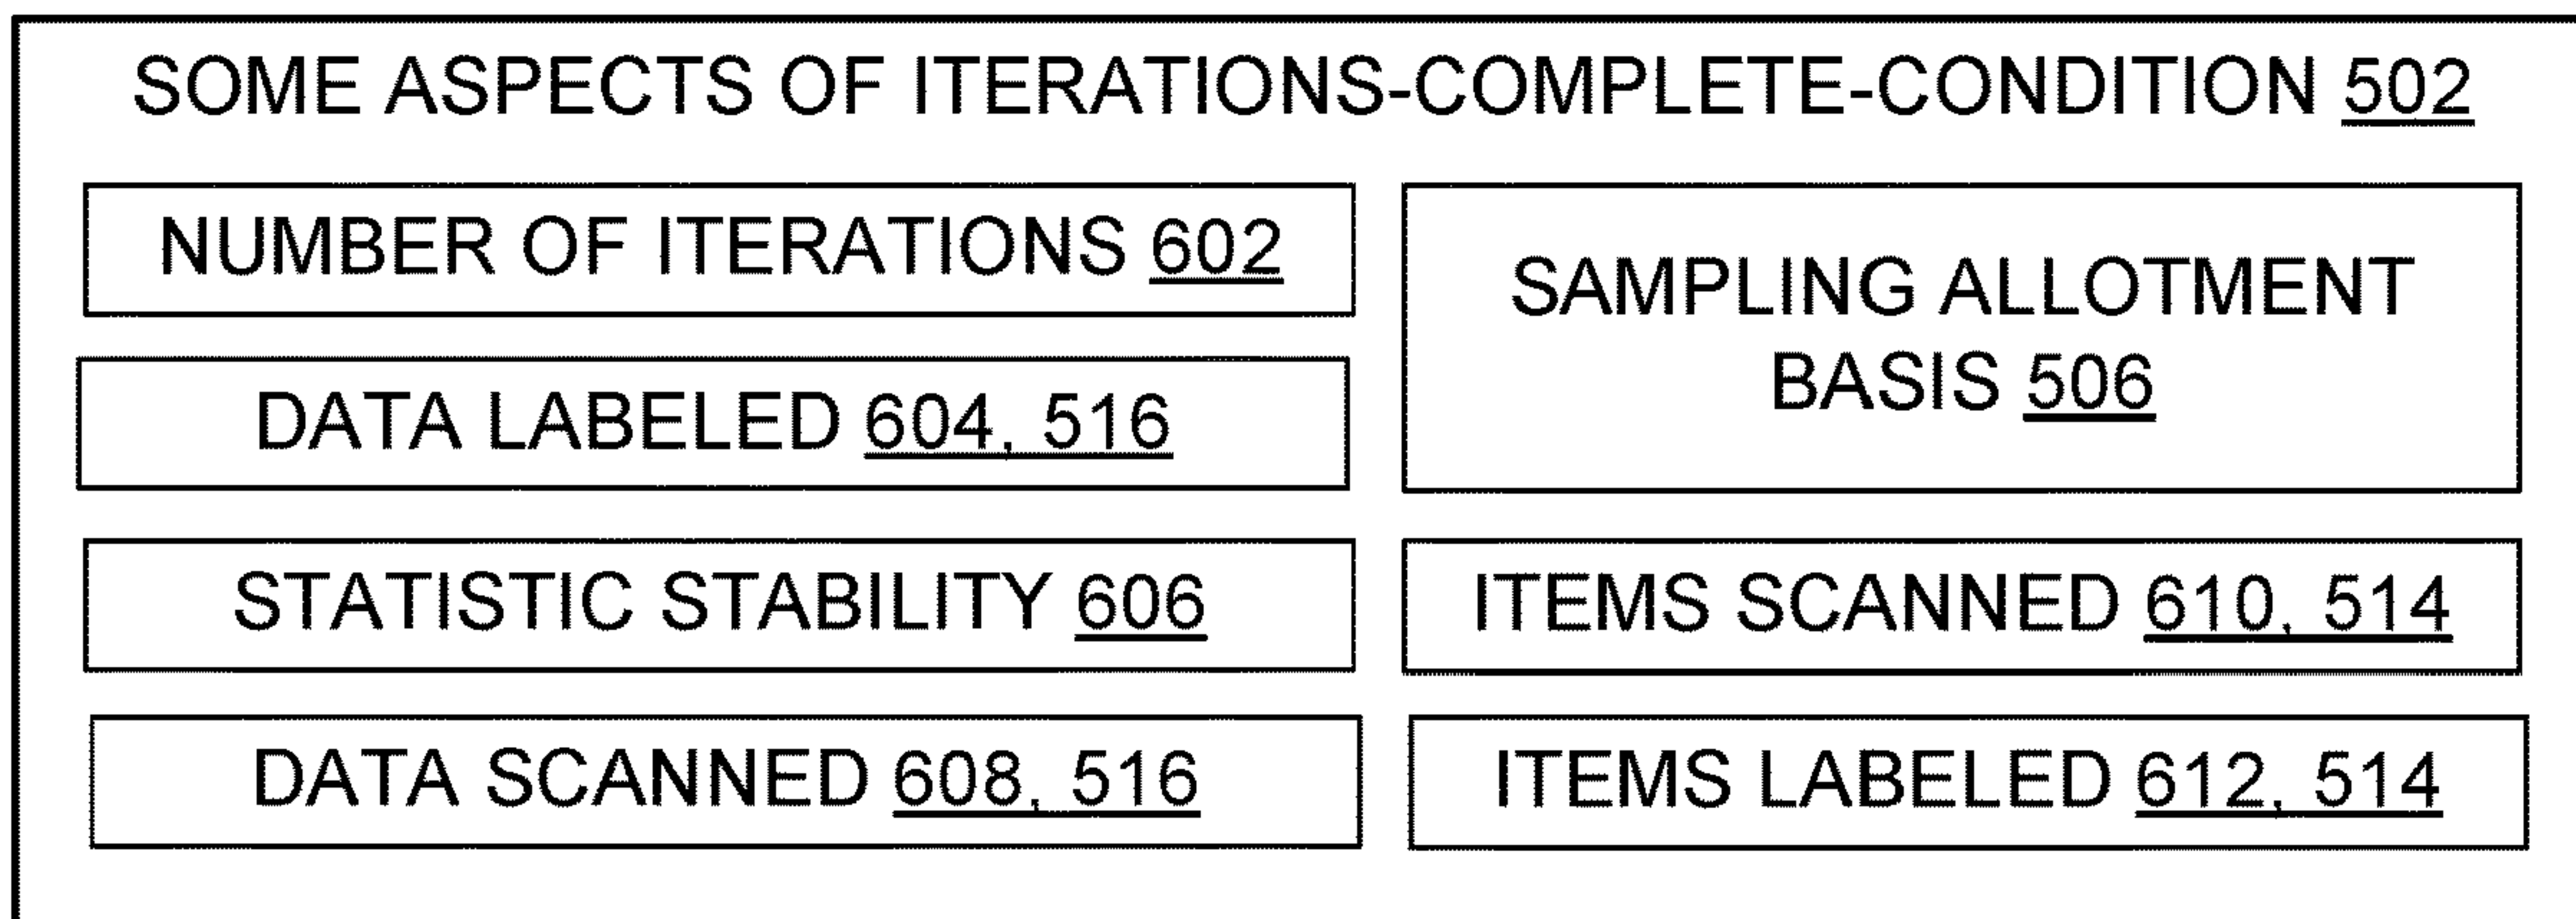 SOME ASPECTS OF ITERATIONS-COMPLETE-CONDITION 502
NUMBER OF ITERATIONS 602
DATA LABELED 604, 516
SAMPLING ALLOTMENT
BASIS 506
STATISTIC STABILITY 606
ITEMS SCANNED 610, 514
DATA SCANNED 608, 516
ITEMS LABELED 612, 514